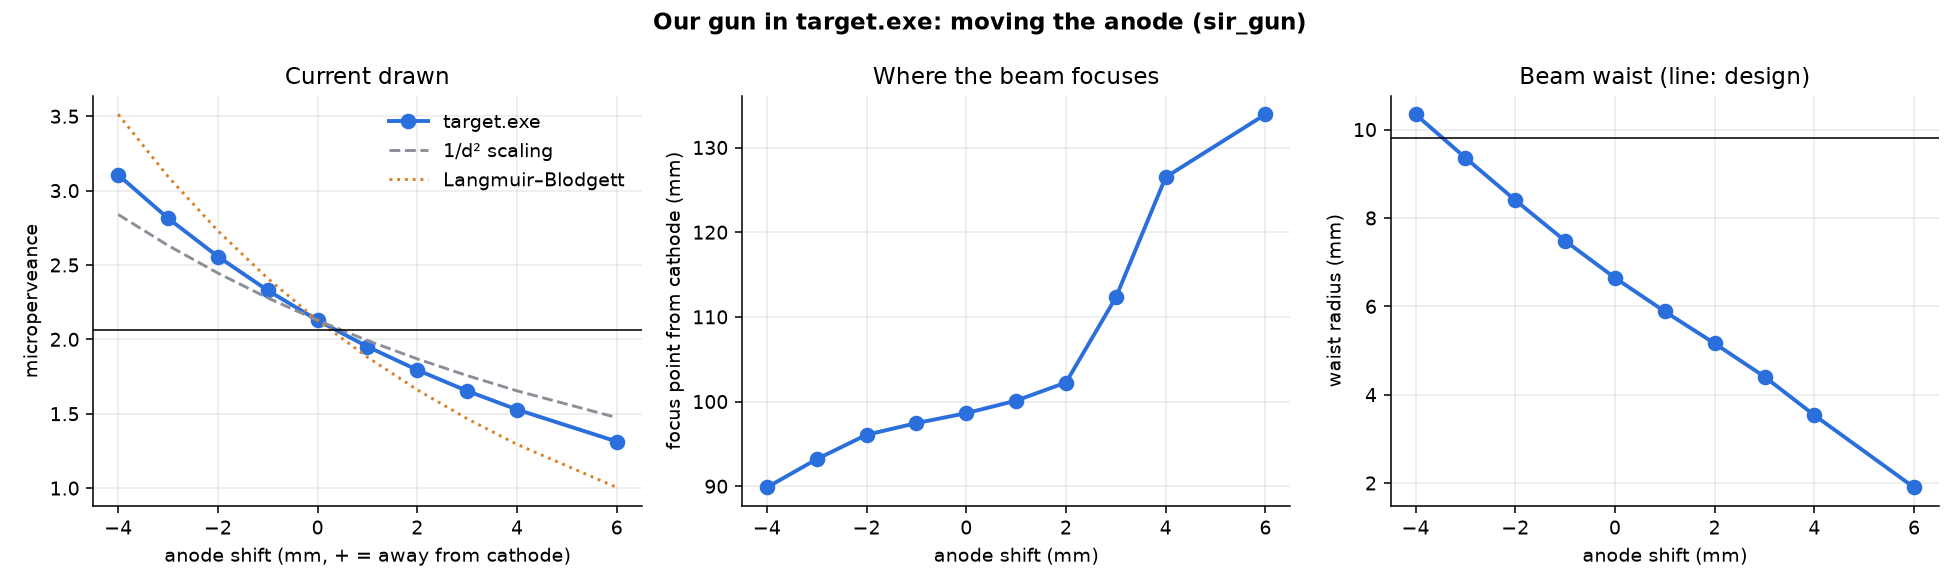 Our gun in target.exe: moving the anode (sir_gun)
Current drawn
microperveance
3.5
3.0
2.5
2.0
1.5
1.0
target.exe
1/d² scaling
Langmuir–Blodgett
−4
−2
0
2
4
6
anode shift (mm, + = away from cathode)
Where the beam focuses
focus point from cathode (mm)
130
120
110
100
90
−4
−2
0
2
4
6
anode shift (mm)
Beam waist (line: design)
waist radius (mm)
10
8
6
4
2
−4
−2
0
2
4
6
anode shift (mm)